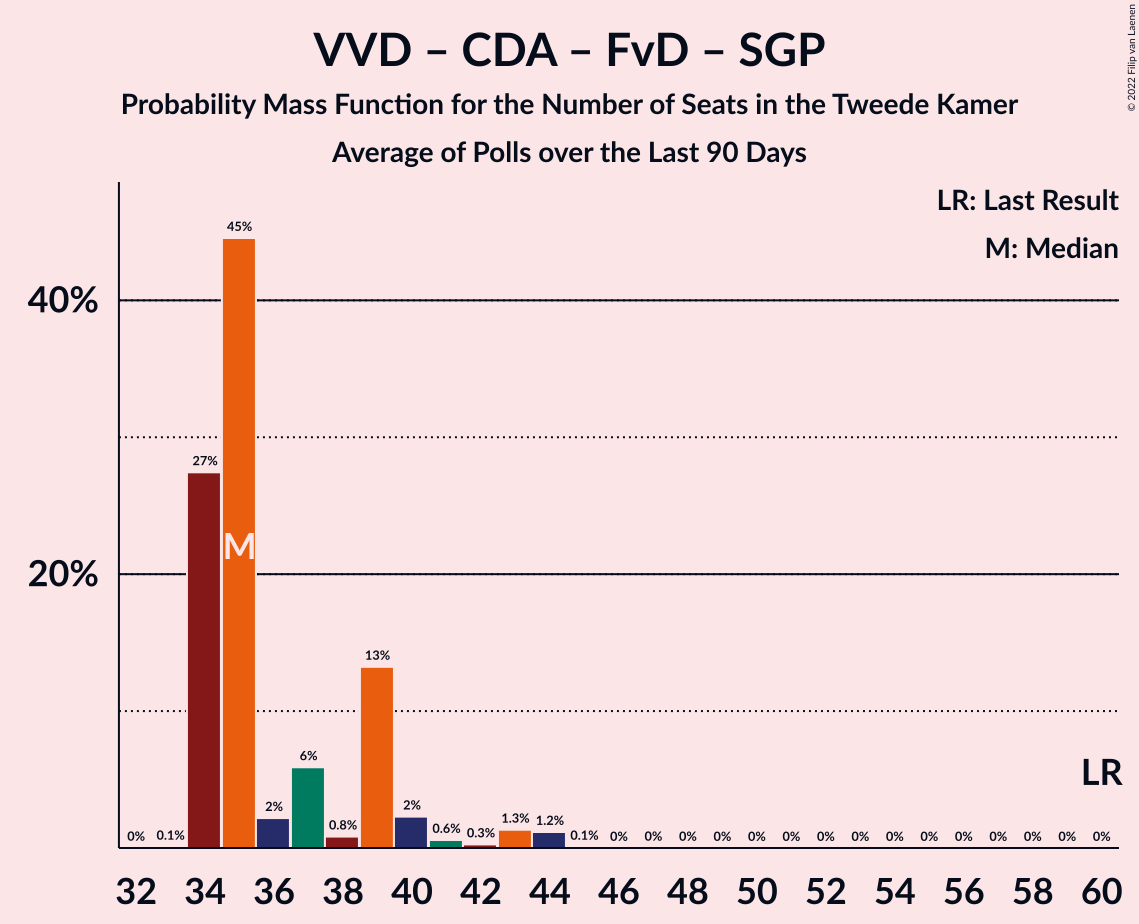 VVD – CDA – FvD – SGP
Probability Mass Function for the Number of Seats in the Tweede Kamer
Average of Polls over the Last 90 Days
© 2022 Filip van Laenen
LR: Last Result
M: Median
40%
20%
0% 0.1% 27% 45% 2% 6% 0.8% 13% 2% 0.6% 0.3% 1.3% 1.2% 0.1% 0% 0% 0% 0% 0% 0% 0% 0% 0% 0% 0% 0% 0% 0% 0%
M
LR
32 34 36 38 40 42 44 46 48 50 52 54 56 58 60